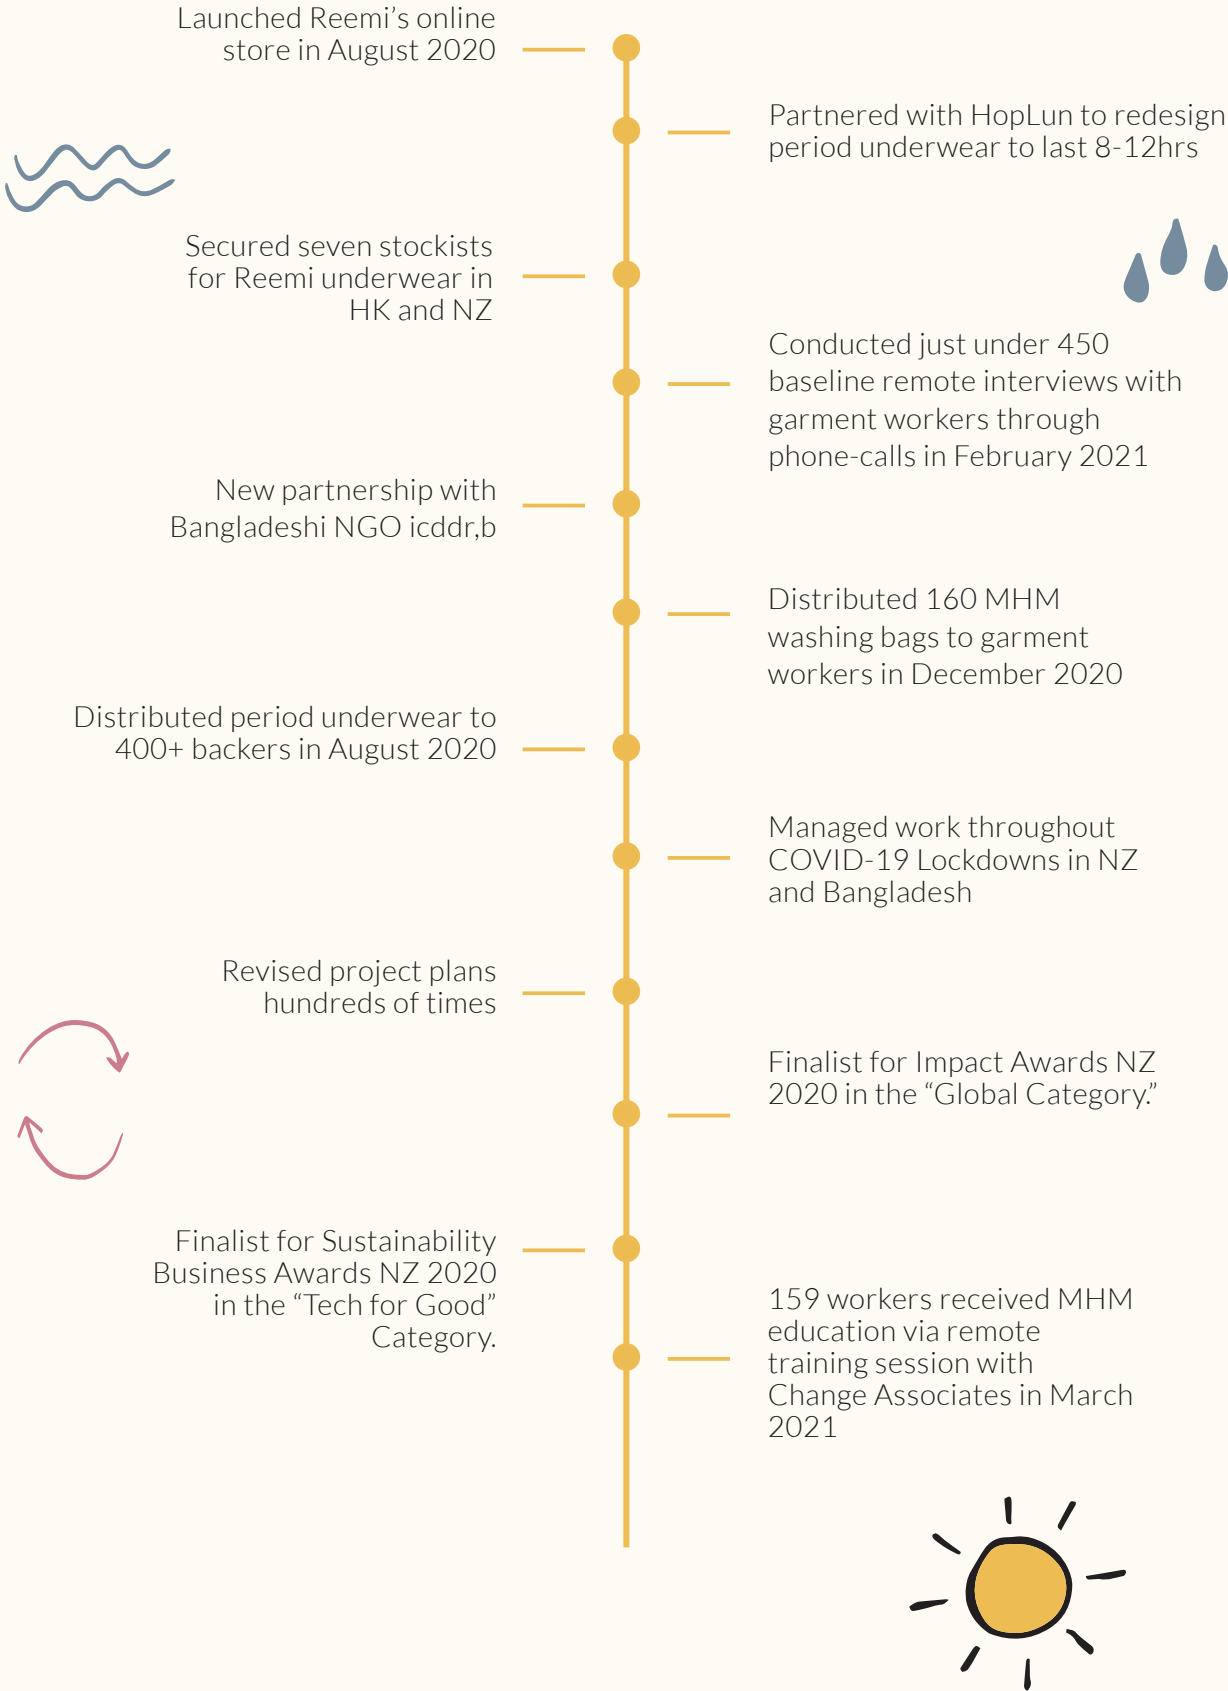 Launched Reemi’s online
store in August 2020
Partnered with HopLun to redesign
period underwear to last 8-12hrs
Secured seven stockists
for Reemi underwear in
HK and NZ
Conducted just under 450
baseline remote interviews with
garment workers through
phone-calls in February 2021
New partnership with
Bangladeshi NGO icddr,b
Distributed 160 MHM
washing bags to garment
workers in December 2020
Distributed period underwear to
400+ backers in August 2020
Managed work throughout
COVID-19 Lockdowns in NZ
and Bangladesh
Revised project plans
hundreds of times
Finalist for Impact Awards NZ
2020 in the “Global Category.”
Finalist for Sustainability
Business Awards NZ 2020
in the “Tech for Good”
Category.
159 workers received MHM
education via remote
training session with
Change Associates in March
2021